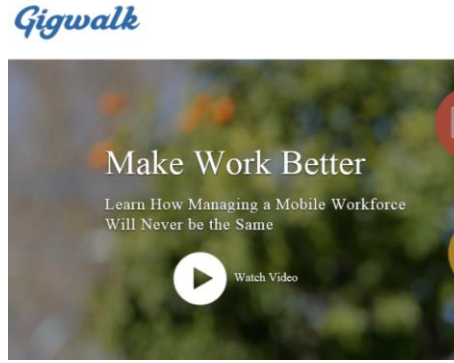 Gigwalk
Make Work Better
Learn How Managing a Mobile Workforce
Will Never be the Same
Watch Video